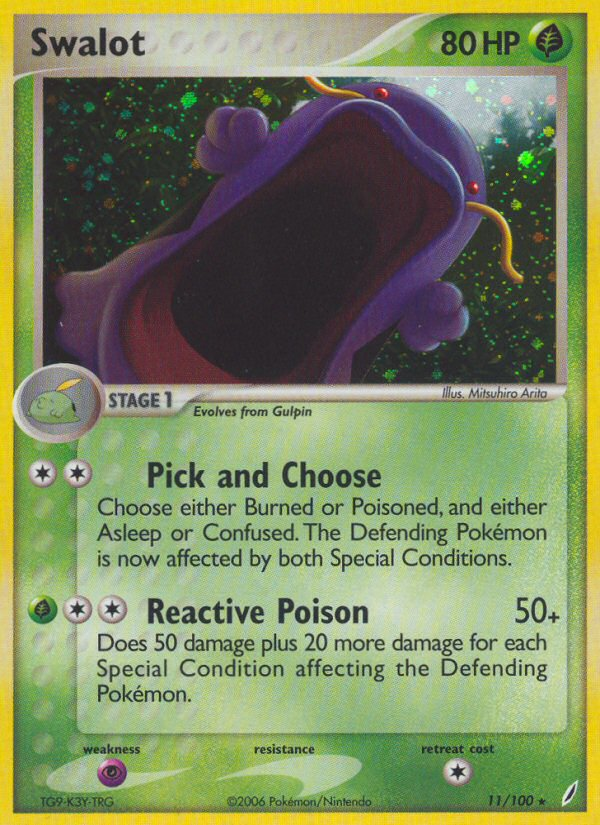 Swalot 80 HP
Illus. Mitsuhiro Arita
STAGE 1
Evolves from Gulpin
Pick and Choose
Choose either Burned or Poisoned, and either
Asleep or Confused. The Defending Pokémon
is now affected by both Special Conditions.
Reactive Poison 50+
Does 50 damage plus 20 more damage for each
Special Condition affecting the Defending
Pokémon.
weakness resistance retreat cost
TG9-K3Y-TRG ©2006 Pokémon/Nintendo 11/100 ★